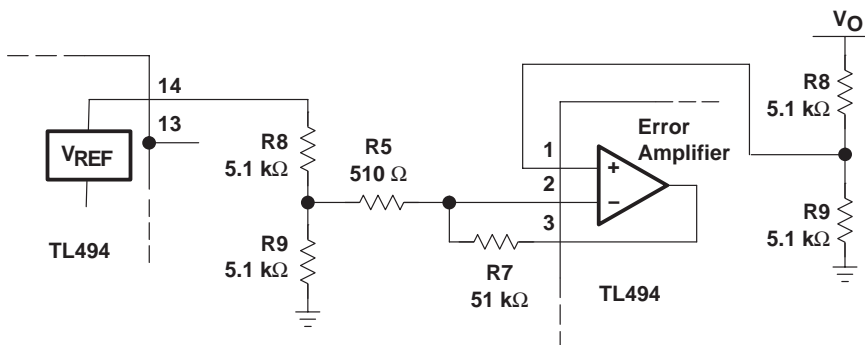 14
13
VREF
TL494
R8
5.1 kΩ
R9
5.1 kΩ
R5
510 Ω
R7
51 kΩ
1
2
3
+
−
Error
Amplifier
TL494
VO
R8
5.1 kΩ
R9
5.1 kΩ